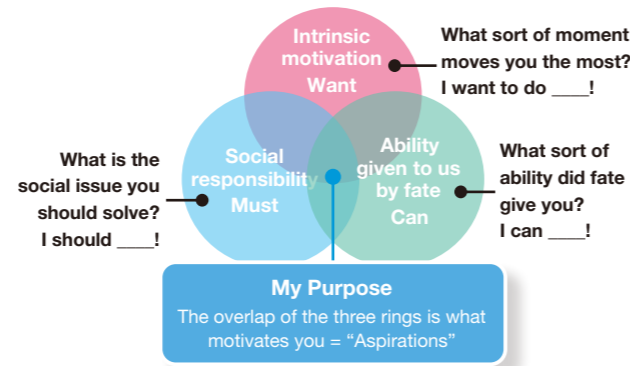 Intrinsic
motivation
Want
What sort of moment
moves you the most?
I want to do ____!
What is the
social issue you
should solve?
I should ____!
Social
responsibility
Must
Ability
given to us
by fate
Can
What sort of
ability did fate
give you?
I can ____!
My Purpose
The overlap of the three rings is what
motivates you = “Aspirations”